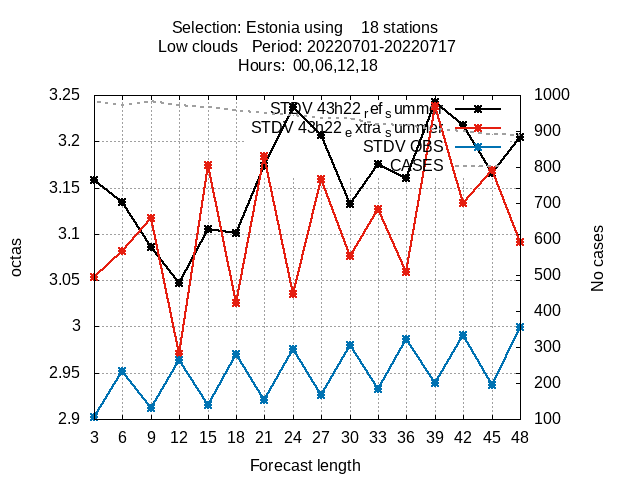 Selection: Estonia using 18 stations
Low clouds Period: 20220701-20220717
Hours: 00,06,12,18
3.25
3.2
3.15
3.1
3.05
3
2.95
2.9
octas
1000
900
800
700
600
500
400
300
200
100
No cases
STDV 43h22_ref_summer
STDV 43h22_extra_summer
STDV OBS
CASES
3 6 9 12 15 18 21 24 27 30 33 36 39 42 45 48
Forecast length